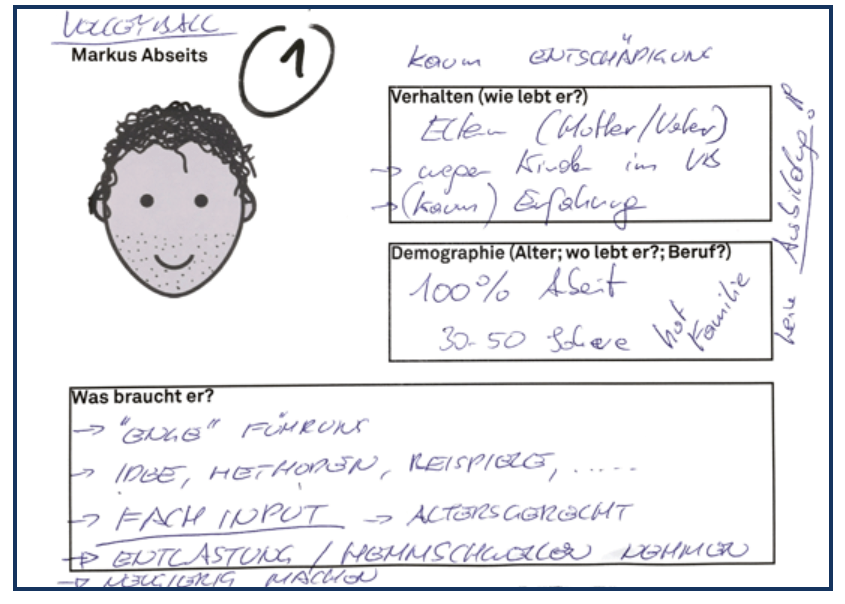 VOLLEYBALL
Markus Abseits
1
kaum ENTSCHÄDIGUNG
Verhalten (wie lebt er?)
Eltern (Mutter/Vater)
→ wegen Kinder im VB
→ (kaum) Erfahrung
keine Ausbildung
Demographie (Alter; wo lebt er?; Beruf?)
100% Arbeit
30-50 Jahre
hat Familie
Was braucht er?
→ "ENGE" FÜHRUNG
→ IDEE, METHODEN, BEISPIELE, .....
→ FACH INPUT → ALTERSGERECHT
→ ENTLASTUNG / HEMMSCHWELLEN NEHMEN
→ NEUGIERIG MACHEN